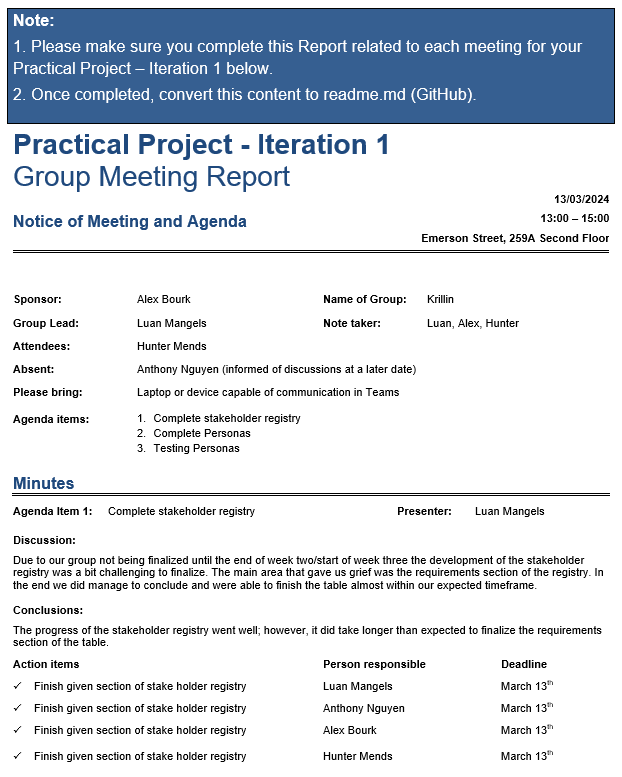 Note:
1. Please make sure you complete this Report related to each meeting for your
Practical Project – Iteration 1 below.
2. Once completed, convert this content to readme.md (GitHub).
Practical Project - Iteration 1
Group Meeting Report
13/03/2024
Notice of Meeting and Agenda
13:00 – 15:00
Emerson Street, 259A Second Floor
Sponsor: Alex Bourk Name of Group: Krillin
Group Lead: Luan Mangels Note taker: Luan, Alex, Hunter
Attendees: Hunter Mends
Absent: Anthony Nguyen (informed of discussions at a later date)
Please bring: Laptop or device capable of communication in Teams
Agenda items: 1. Complete stakeholder registry
2. Complete Personas
3. Testing Personas
Minutes
Agenda Item 1: Complete stakeholder registry Presenter: Luan Mangels
Discussion:
Due to our group not being finalized until the end of week two/start of week three the development of the stakeholder
registry was a bit challenging to finalize. The main area that gave us grief was the requirements section of the registry. In
the end we did manage to conclude and were able to finish the table almost within our expected timeframe.
Conclusions:
The progress of the stakeholder registry went well; however, it did take longer than expected to finalize the requirements
section of the table.
Action items Person responsible Deadline
✓ Finish given section of stake holder registry Luan Mangels March 13th
✓ Finish given section of stake holder registry Anthony Nguyen March 13th
✓ Finish given section of stake holder registry Alex Bourk March 13th
✓ Finish given section of stake holder registry Hunter Mends March 13th